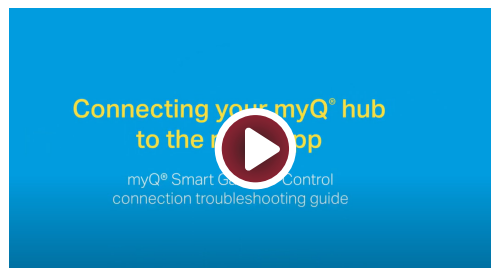 Connecting your myQ® hub
to the
myQ® Smart Control
connection troubleshooting guide